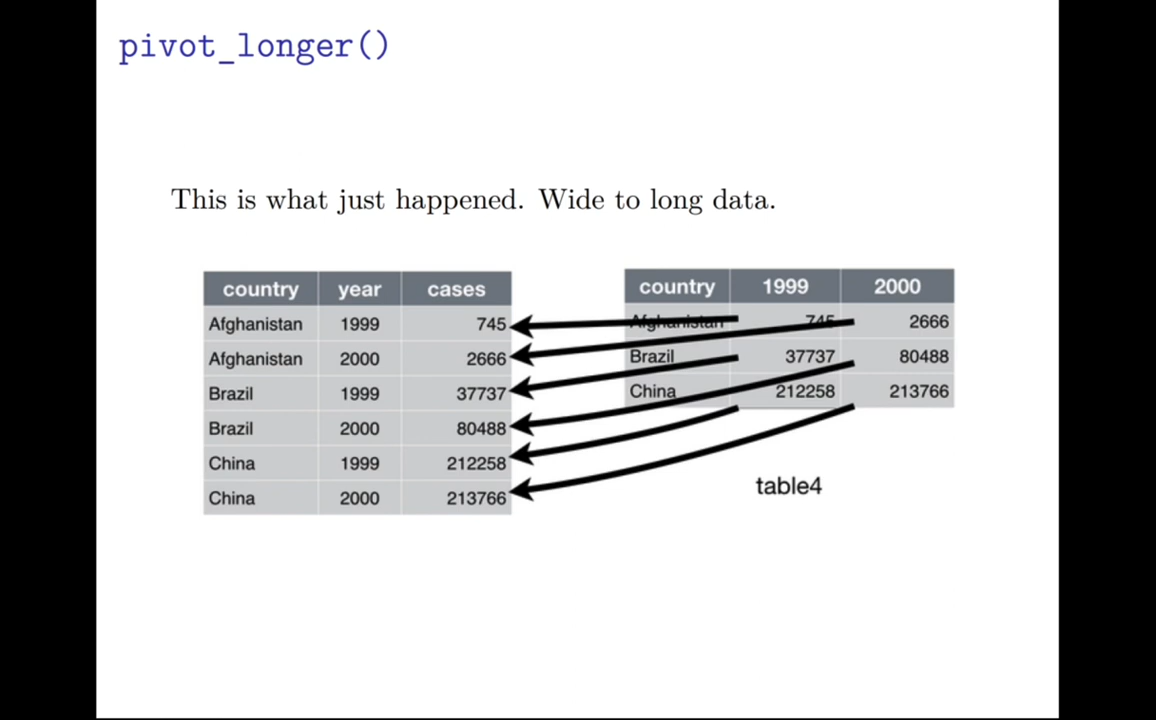 pivot_longer()
This is what just happened. Wide to long data.
country year cases
Afghanistan 1999 745
Afghanistan 2000 2666
Brazil 1999 37737
Brazil 2000 80488
China 1999 212258
China 2000 213766
country 1999 2000
Afghanistan 745 2666
Brazil 37737 80488
China 212258 213766
table4